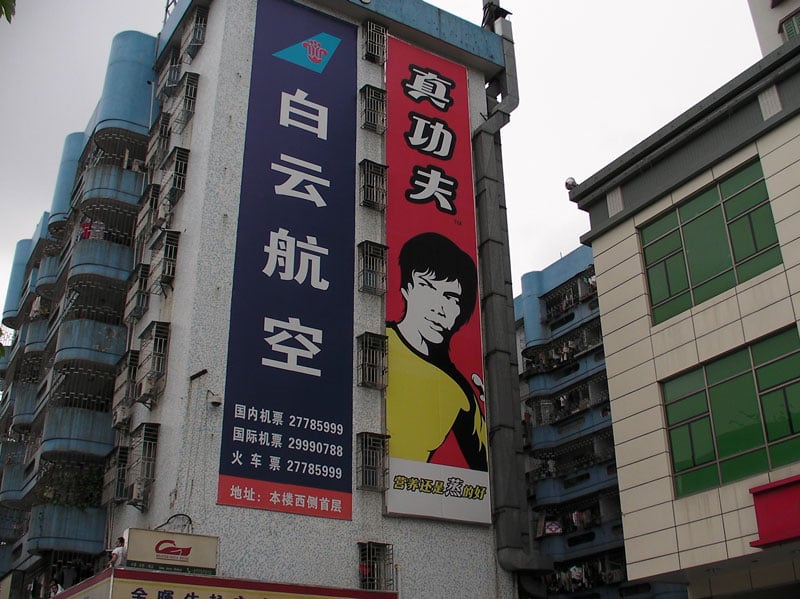 白云航空
国内机票 27785999
国际机票 29990788
火车票 27785999
地址：本楼西侧首层
真功夫
TM
营养还是蒸的好